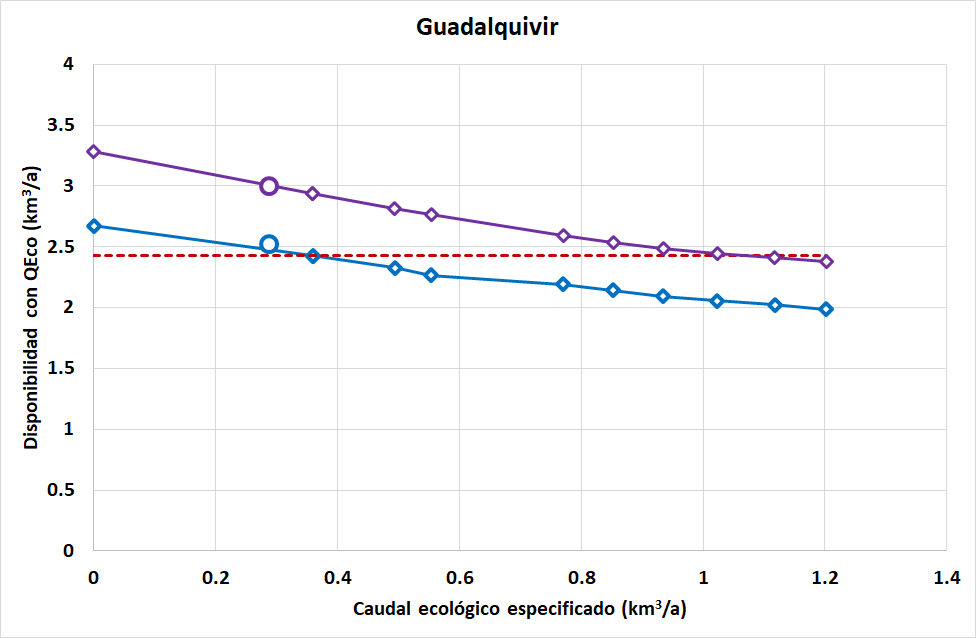 Guadalquivir
Disponibilidad con QEco (km³/a)
4
3.5
3
2.5
2
1.5
1
0.5
0
0 0.2 0.4 0.6 0.8 1 1.2 1.4
Caudal ecológico especificado (km³/a)